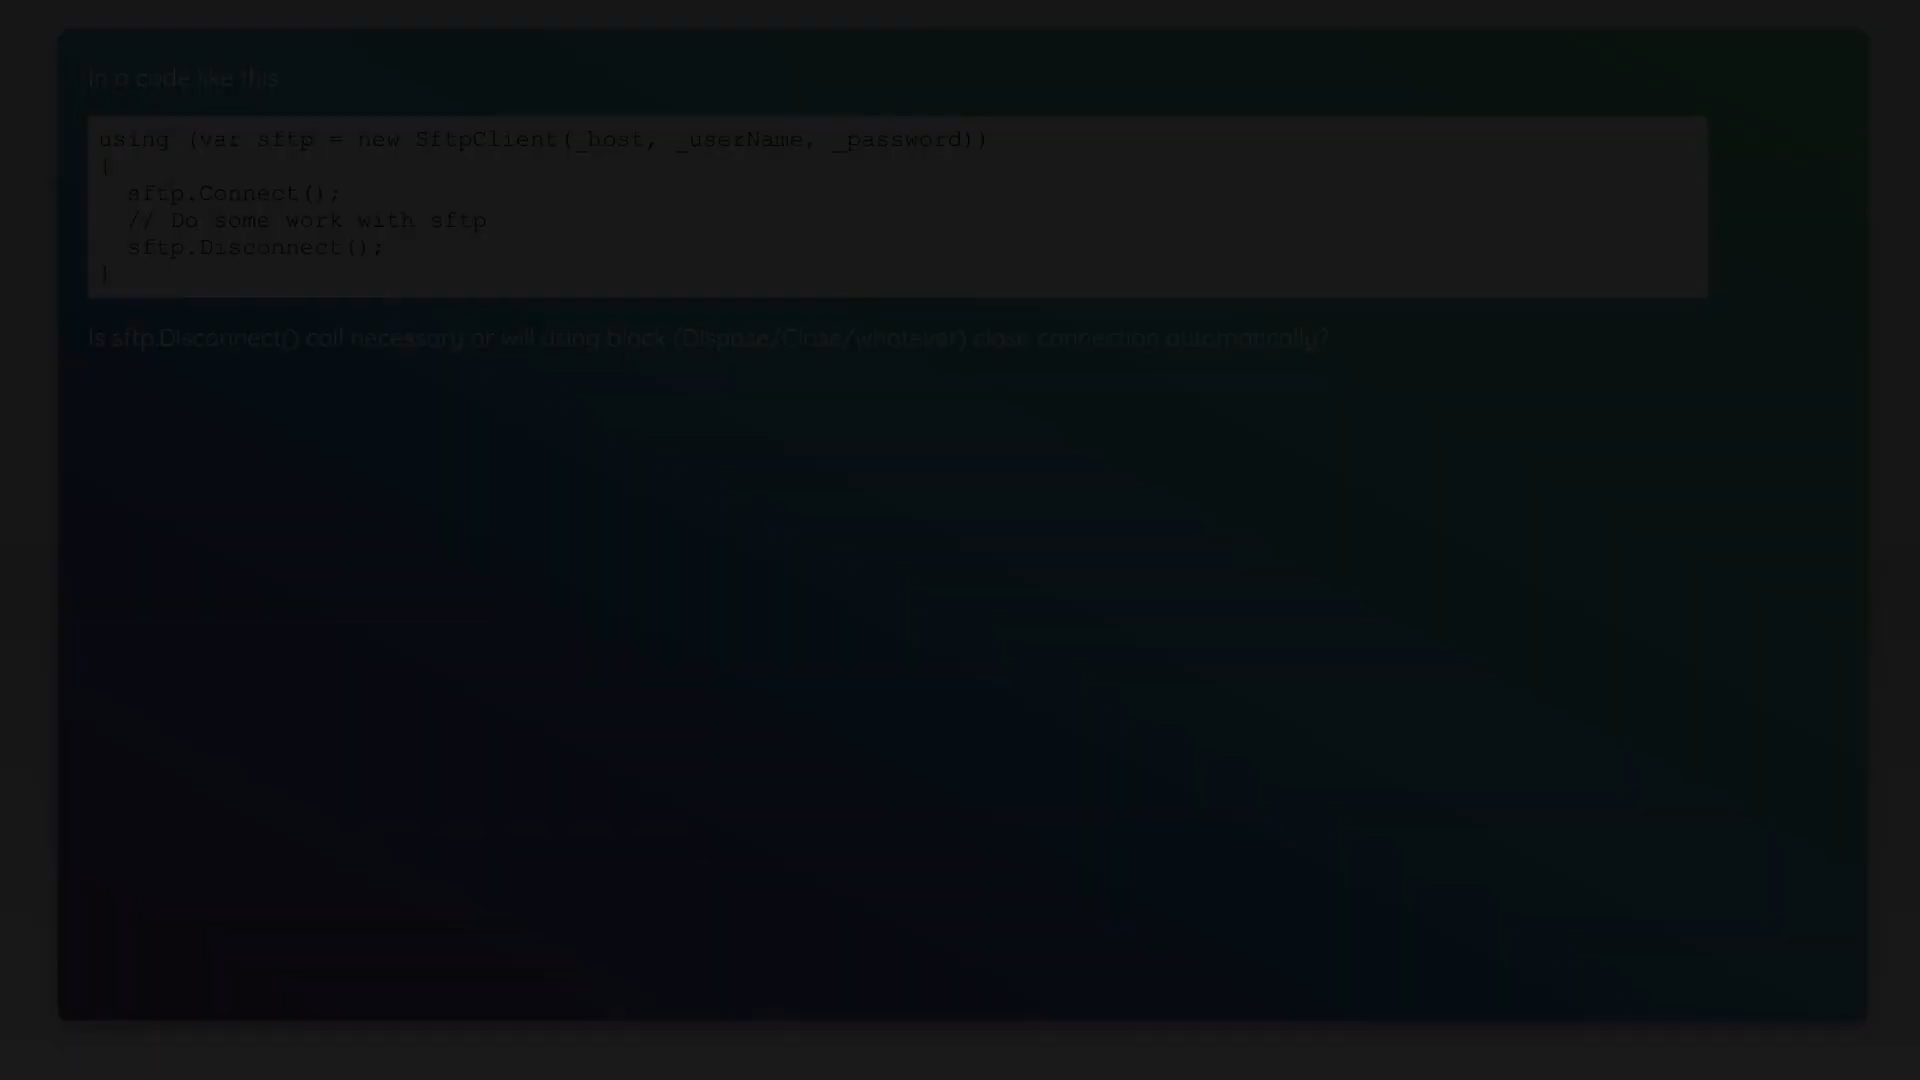 In a code like this
using (var sftp = new SftpClient(_host, _userName, _password))
{
sftp.Connect();
// Do some work with sftp
sftp.Disconnect();
}
Is sftp.Disconnect() call necessary or will using block (Dispose/Close/whatever) close connection automatically?